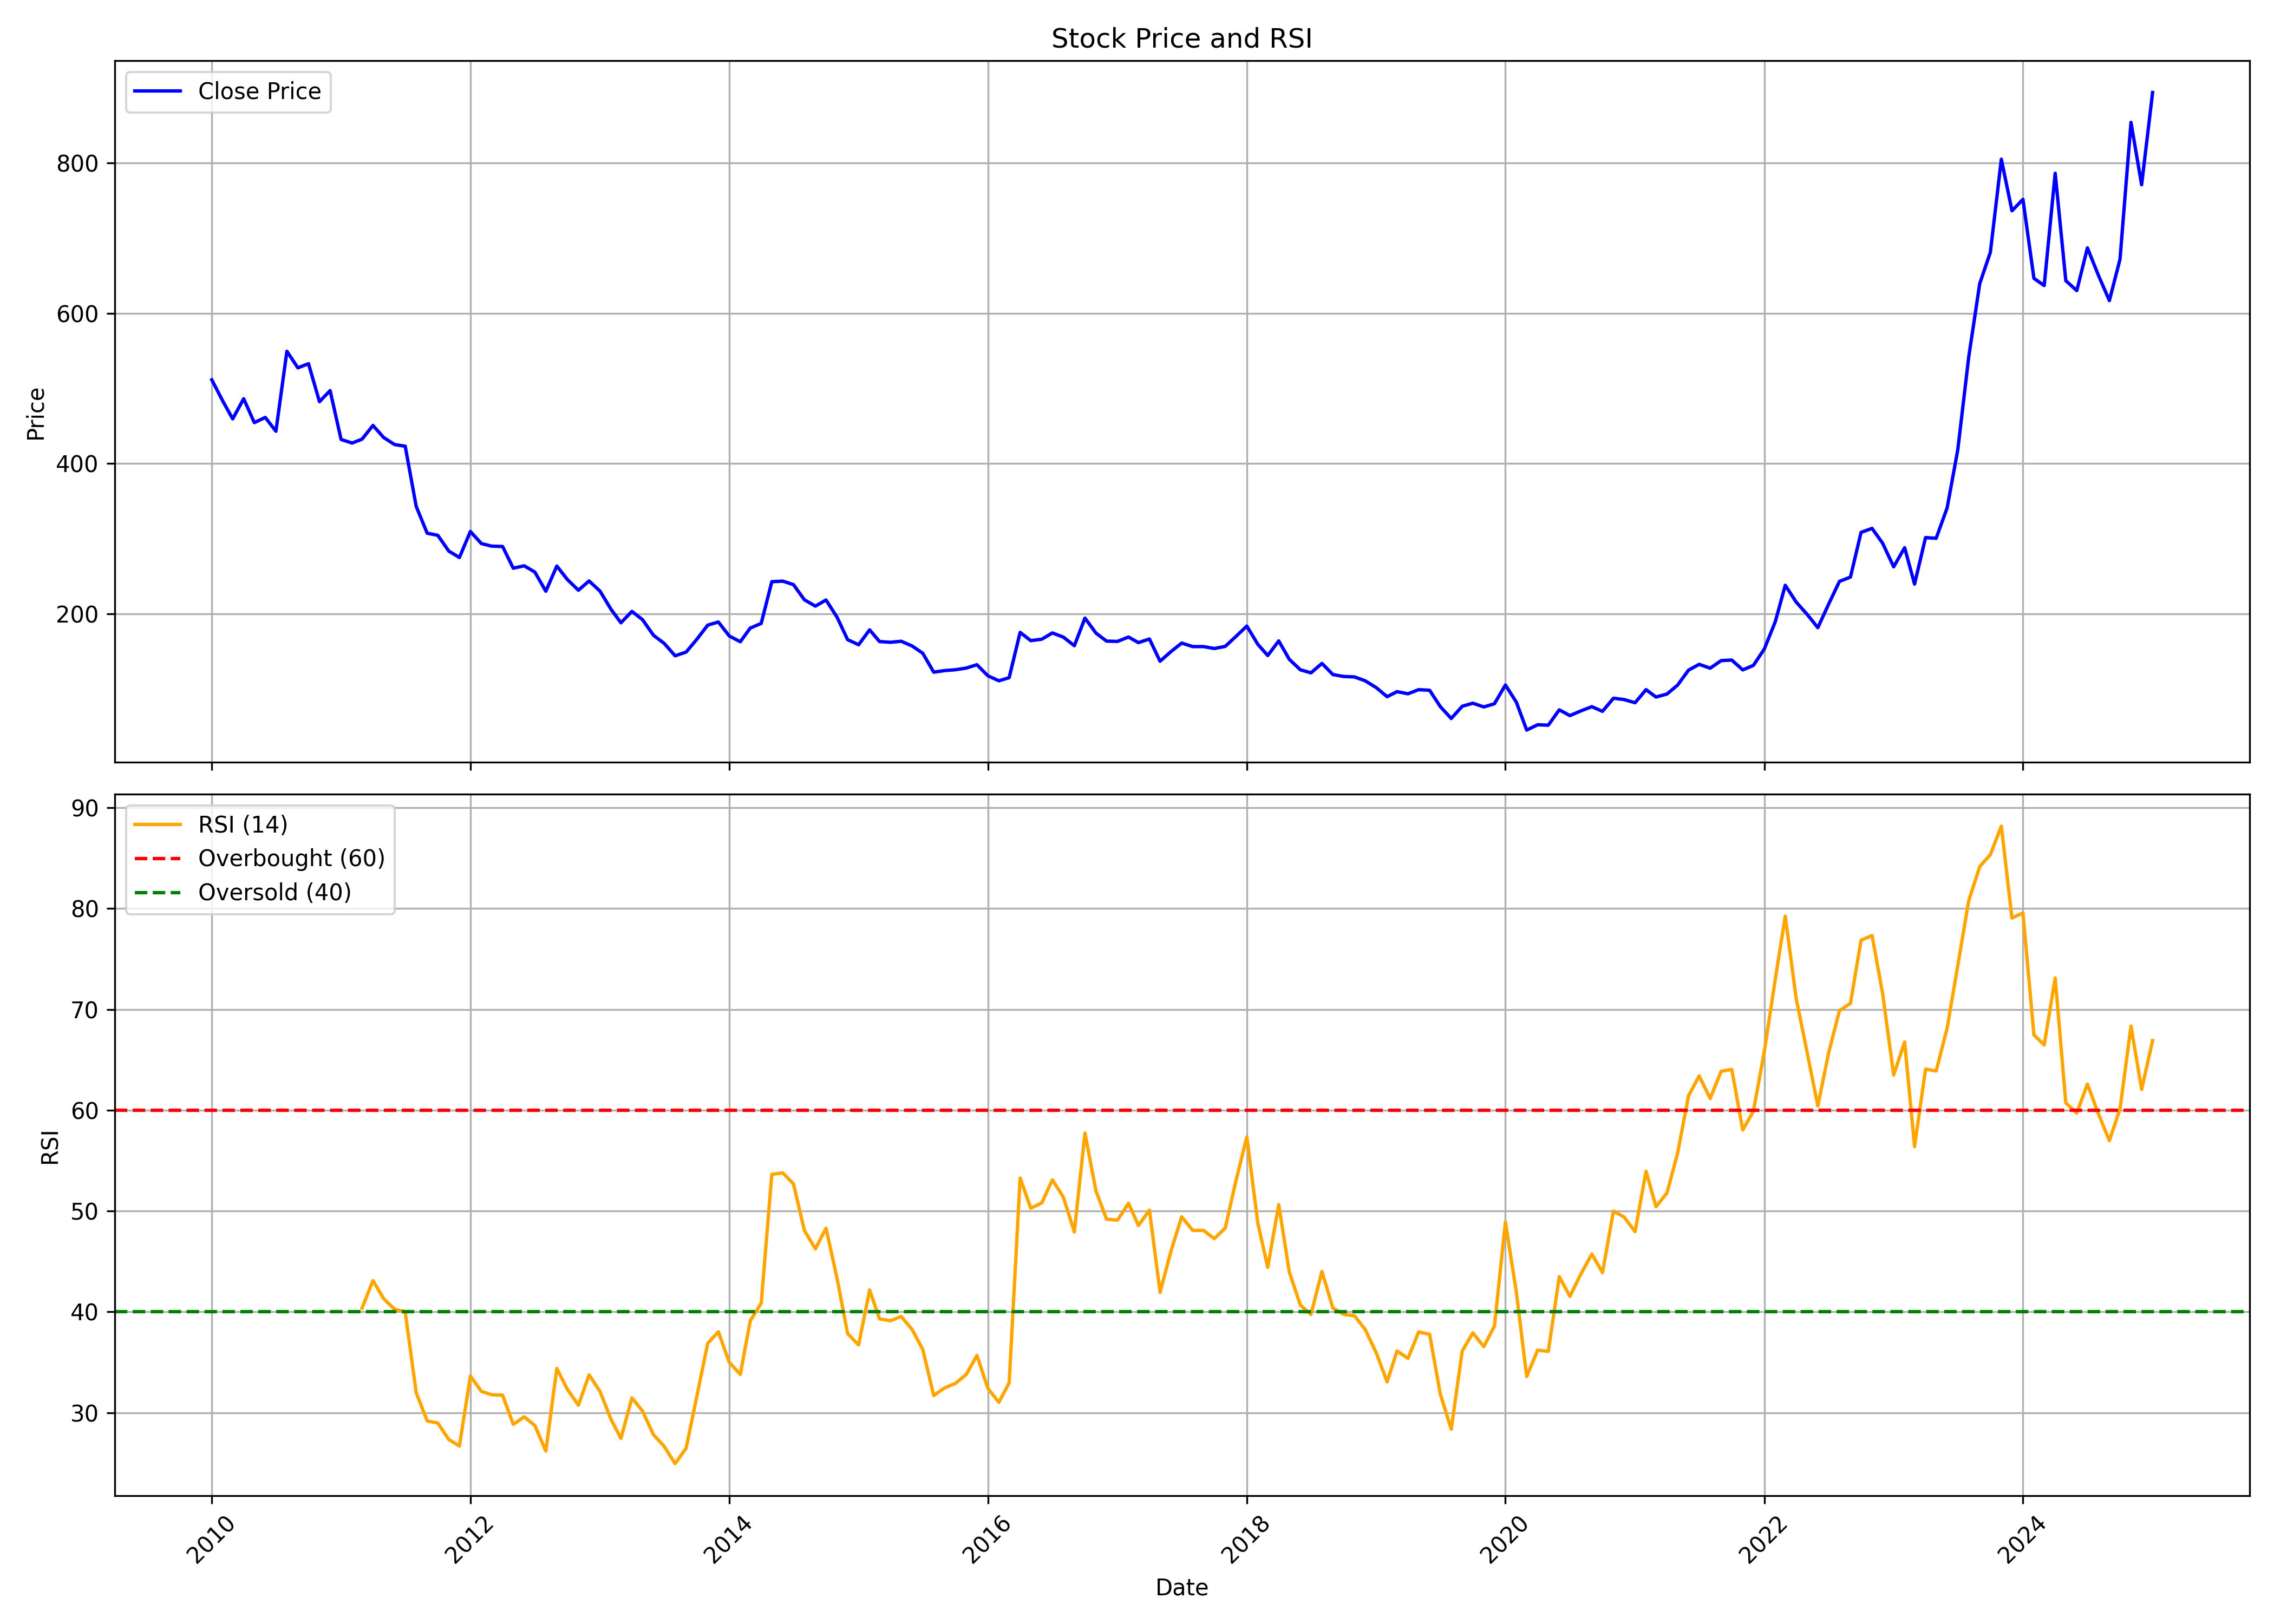 Stock Price and RSI
Close Price
800
600
400
200
Price
90
80
70
60
50
40
30
RSI (14)
Overbought (60)
Oversold (40)
RSI
2010
2012
2014
2016
2018
2020
2022
2024
Date